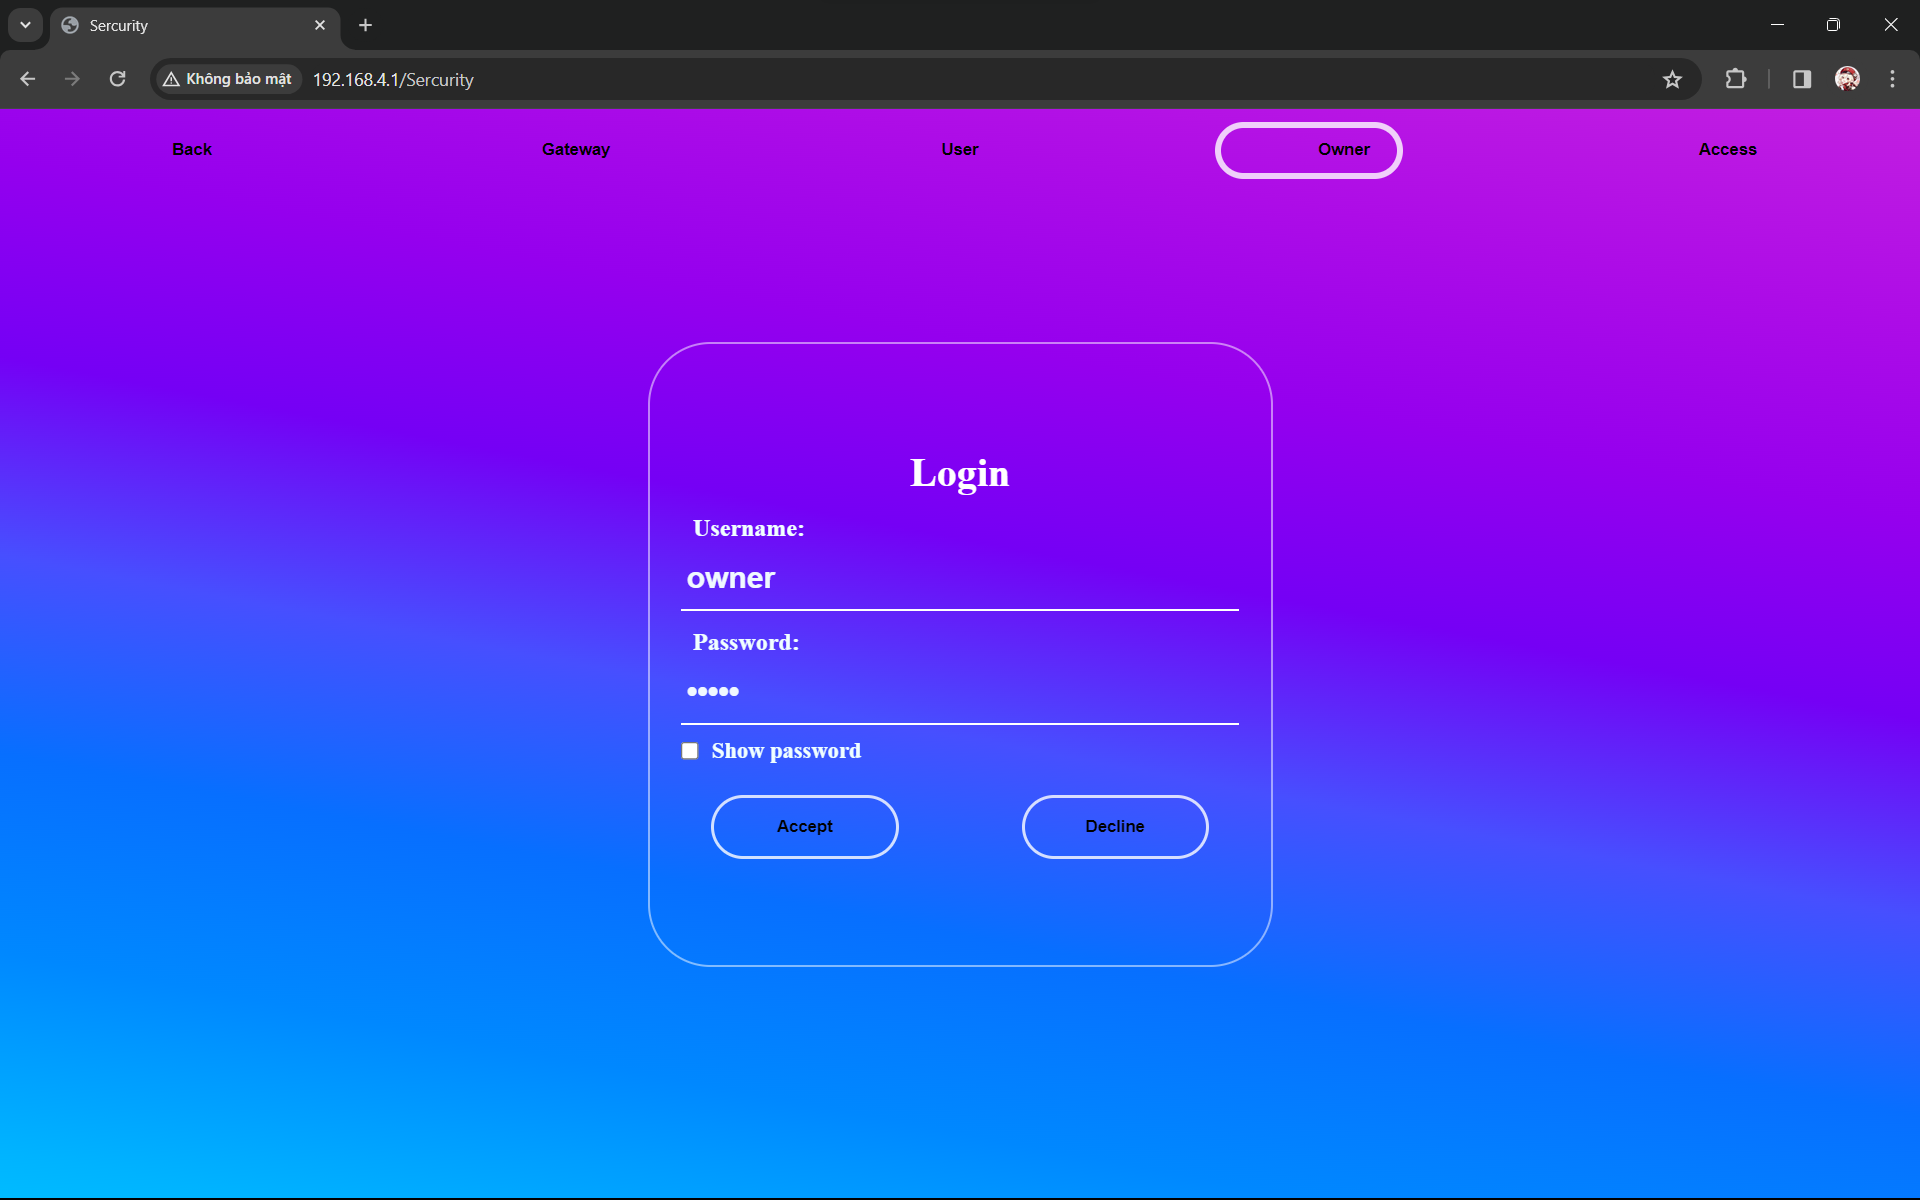 Sercurity
Không bảo mật 192.168.4.1/Sercurity
Back Gateway User Owner Access
Login
Username:
owner
Password:
•••••
Show password
Accept Decline